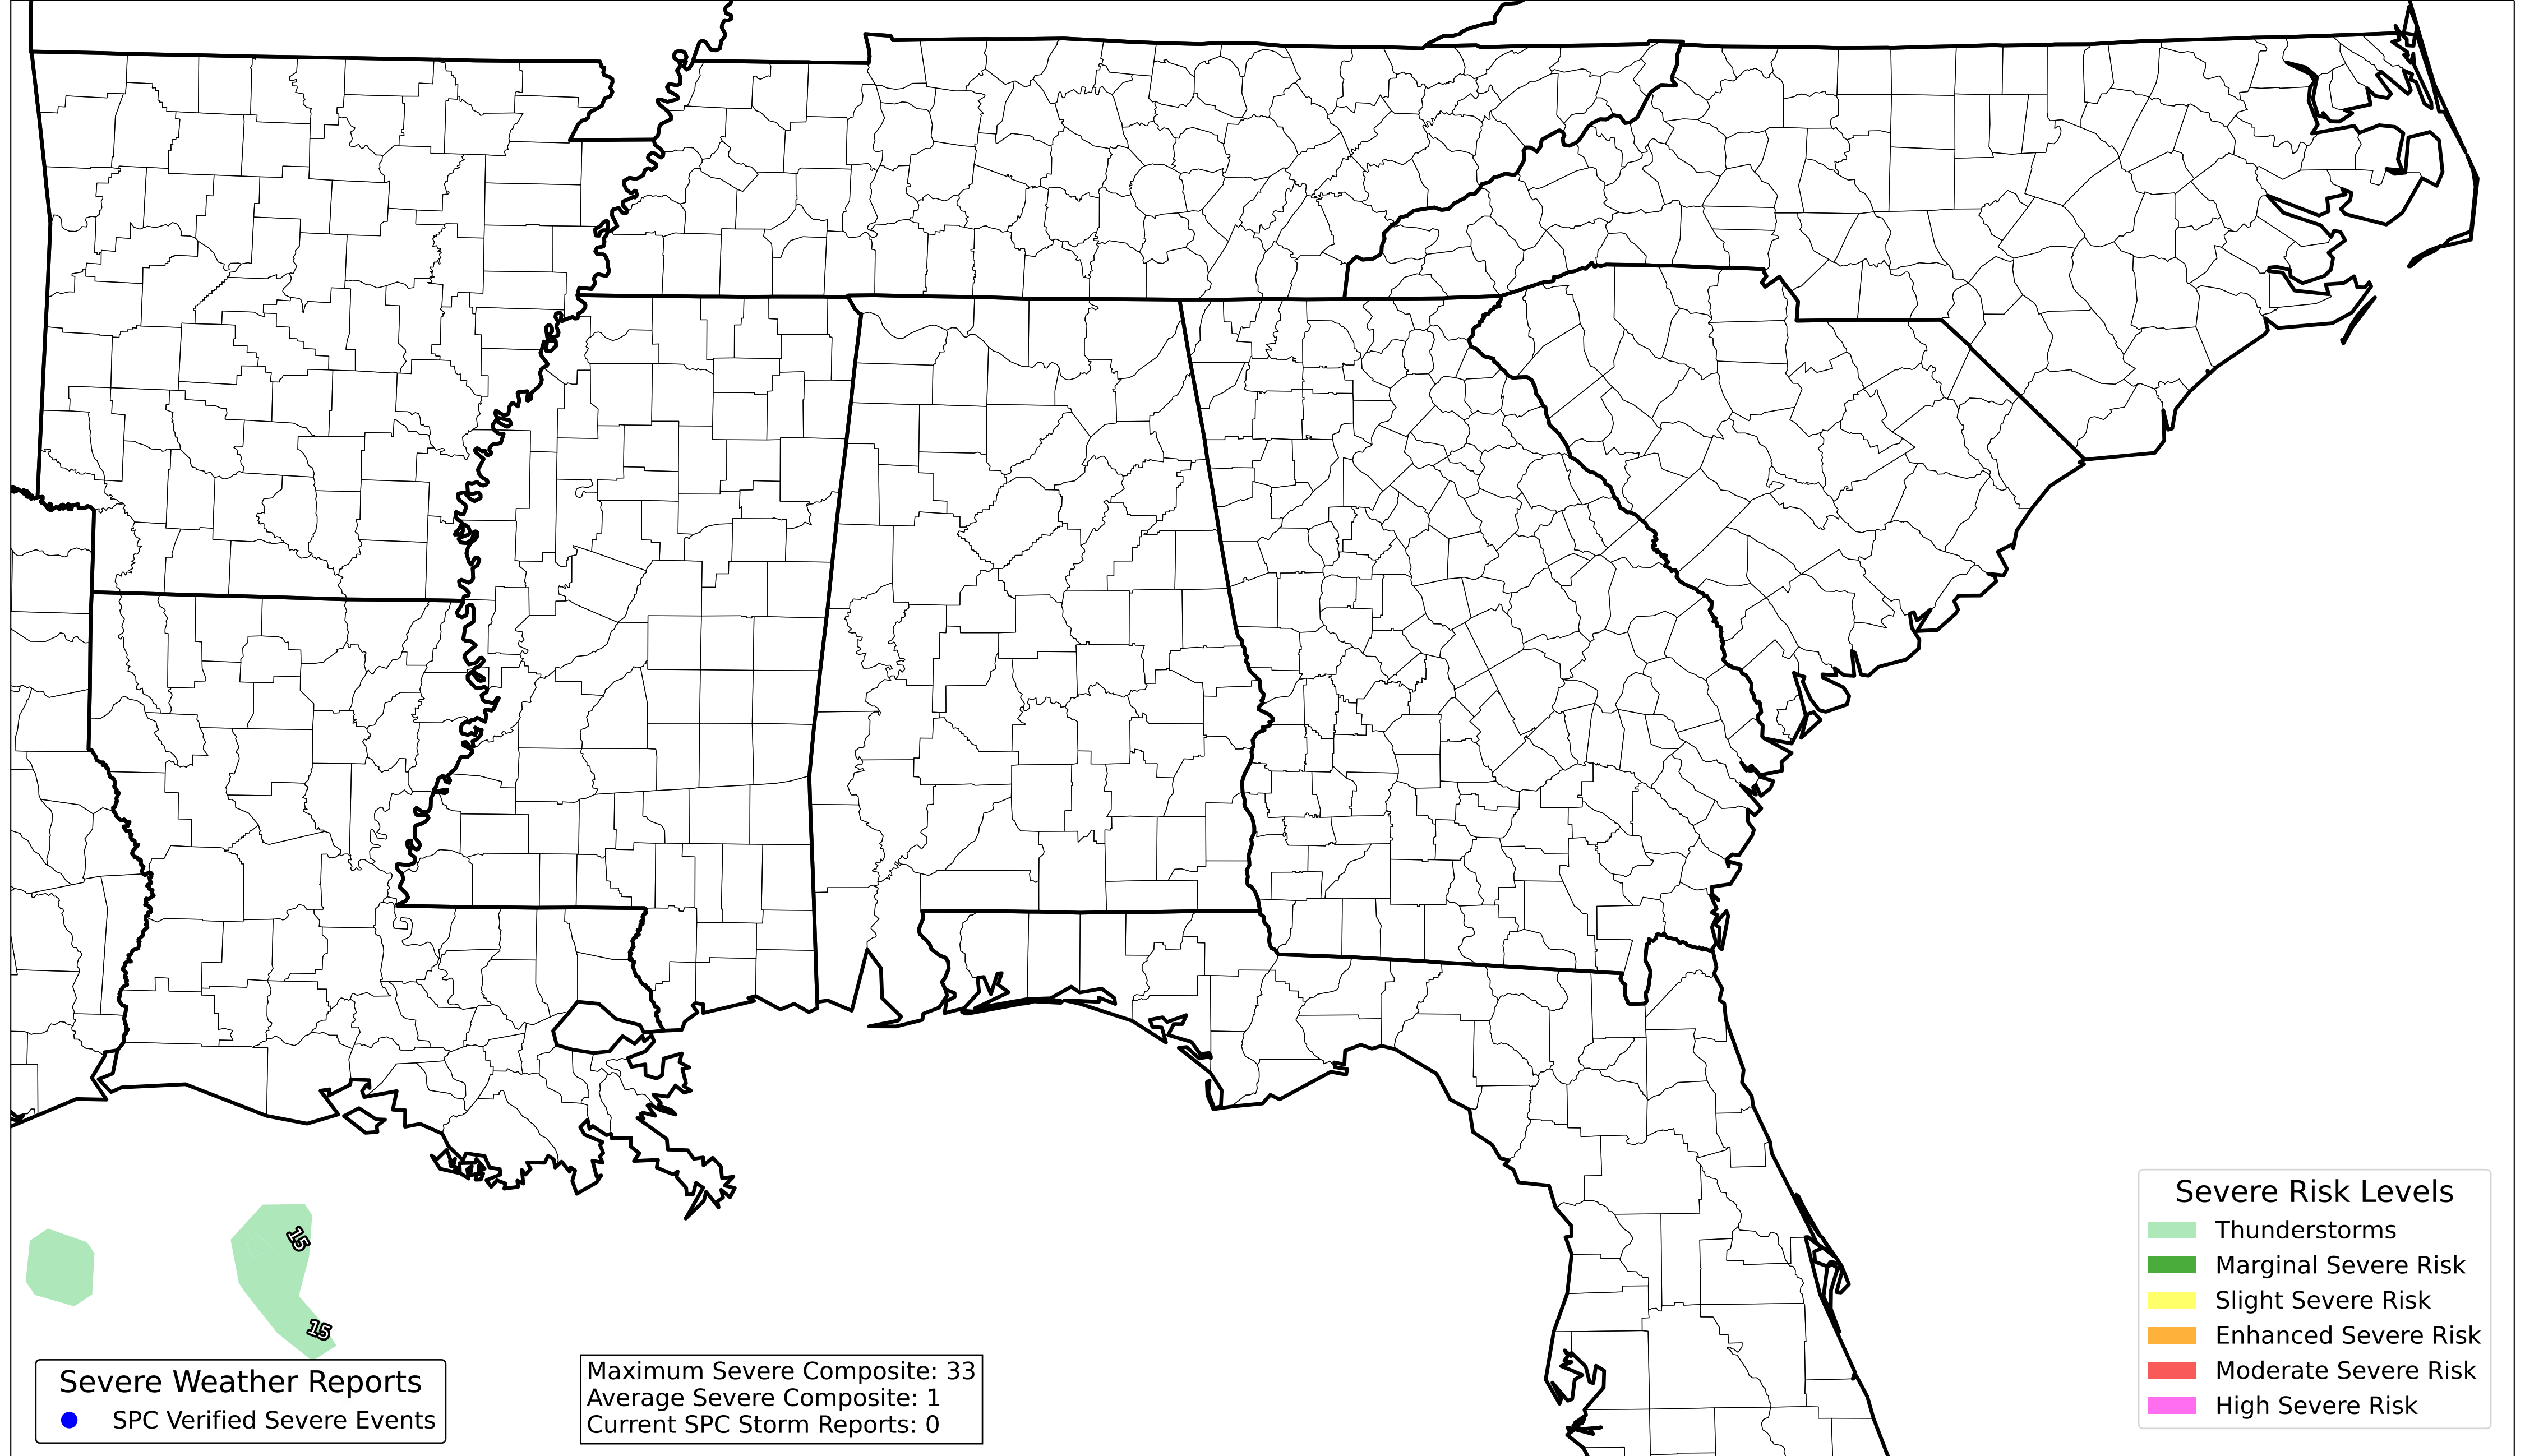 15
15
Severe Weather Reports
SPC Verified Severe Events
Maximum Severe Composite: 33
Average Severe Composite: 1
Current SPC Storm Reports: 0
Severe Risk Levels
Thunderstorms
Marginal Severe Risk
Slight Severe Risk
Enhanced Severe Risk
Moderate Severe Risk
High Severe Risk